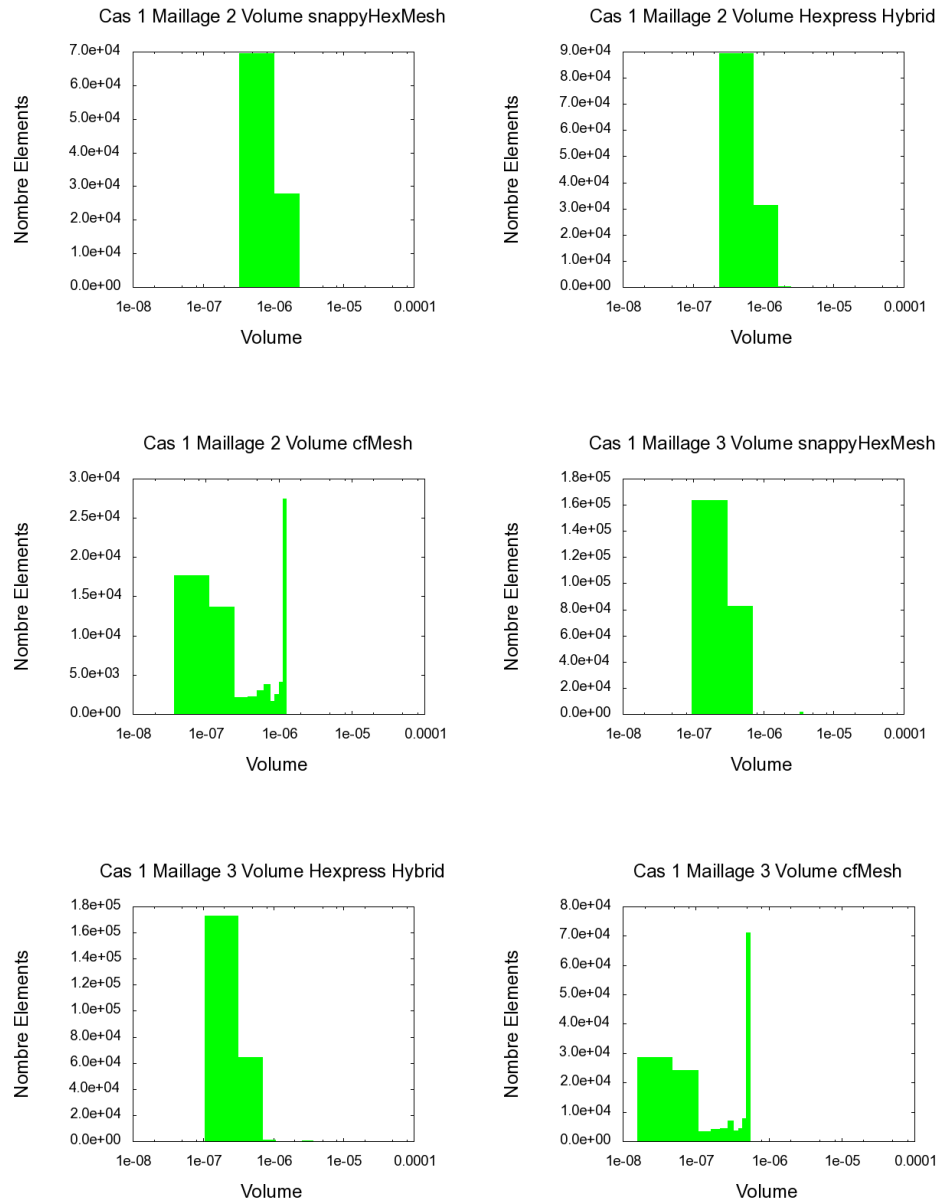 Cas 1 Maillage 2 Volume snappyHexMesh
7.0e+04
6.0e+04
5.0e+04
4.0e+04
3.0e+04
2.0e+04
1.0e+04
0.0e+00
Nombre Elements
1e-08 1e-07 1e-06 1e-05 0.0001
Volume
Cas 1 Maillage 2 Volume Hexpress Hybrid
9.0e+04
8.0e+04
7.0e+04
6.0e+04
5.0e+04
4.0e+04
3.0e+04
2.0e+04
1.0e+04
0.0e+00
Nombre Elements
1e-08 1e-07 1e-06 1e-05 0.0001
Volume
Cas 1 Maillage 2 Volume cfMesh
3.0e+04
2.5e+04
2.0e+04
1.5e+04
1.0e+04
5.0e+03
0.0e+00
Nombre Elements
1e-08 1e-07 1e-06 1e-05 0.0001
Volume
Cas 1 Maillage 3 Volume snappyHexMesh
1.8e+05
1.6e+05
1.4e+05
1.2e+05
1.0e+05
8.0e+04
6.0e+04
4.0e+04
2.0e+04
0.0e+00
Nombre Elements
1e-08 1e-07 1e-06 1e-05 0.0001
Volume
Cas 1 Maillage 3 Volume Hexpress Hybrid
1.8e+05
1.6e+05
1.4e+05
1.2e+05
1.0e+05
8.0e+04
6.0e+04
4.0e+04
2.0e+04
0.0e+00
Nombre Elements
1e-08 1e-07 1e-06 1e-05 0.0001
Volume
Cas 1 Maillage 3 Volume cfMesh
8.0e+04
7.0e+04
6.0e+04
5.0e+04
4.0e+04
3.0e+04
2.0e+04
1.0e+04
0.0e+00
Nombre Elements
1e-08 1e-07 1e-06 1e-05 0.0001
Volume